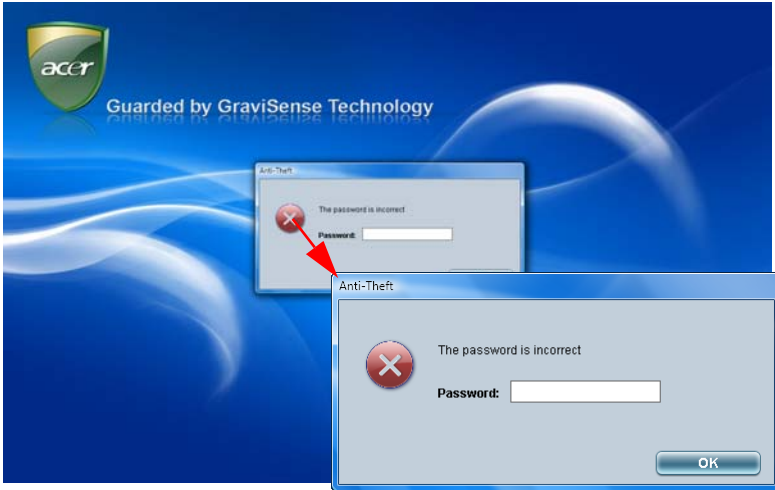 acer
Guarded by GraviSense Technology
Anti-Theft
The password is incorrect
Password:
Anti-Theft
The password is incorrect
Password:
OK